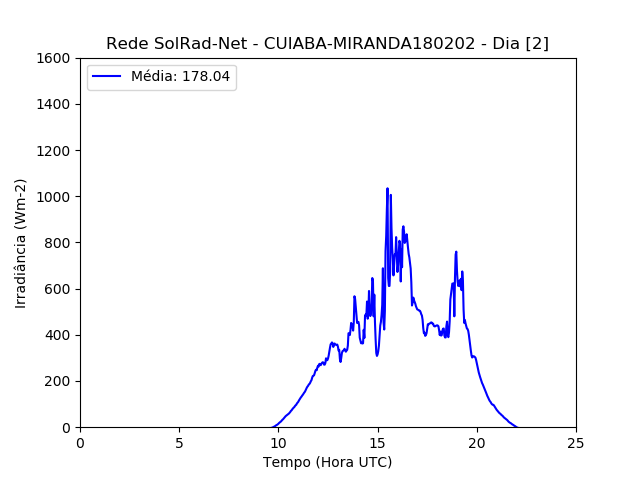 Rede SolRad-Net - CUIABA-MIRANDA180202 - Dia [2]
1600
Média: 178.04
1400
1200
1000
800
600
400
200
0
Irradiância (Wm-2)
0 5 10 15 20 25
Tempo (Hora UTC)